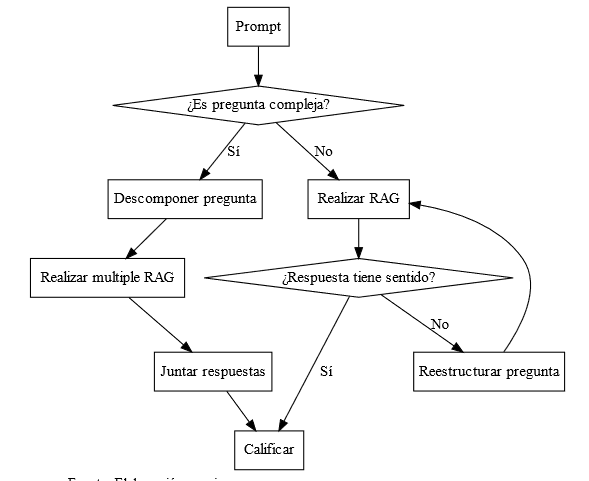 Prompt
¿Es pregunta compleja?
Sí
No
Descomponer pregunta
Realizar RAG
Realizar multiple RAG
¿Respuesta tiene sentido?
No
Juntar respuestas
Sí
Reestructurar pregunta
Calificar